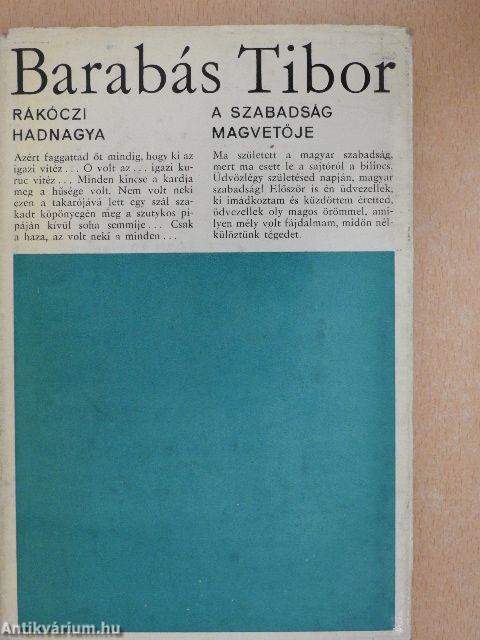 Barabás Tibor
RÁKÓCZI
HADNAGYA
Azért faggattad őt mindig, hogy ki az
igazi vitéz... Ő volt az... igazi ku-
ruc vitéz... Minden kincse a kardja
meg a hűsége volt. Nem volt neki
ezen a takarójává lett egy szál sza-
kadt köpönyegén meg a szutykos pi-
páján kívül soha semmije... Csak
a haza, az volt neki a minden...
A SZABADSÁG
MAGVETŐJE
Ma született a magyar szabadság,
mert ma esett le a sajtóról a bilincs.
Üdvözlégy születésed napján, magyar
szabadság! Először is én üdvezellek,
ki imádkoztam és küzdöttem éretted,
üdvezellek oly magos örömmel, ami-
lyen mély volt fájdalmam, midőn nél-
külöztünk tégedet.
Antikvárium.hu